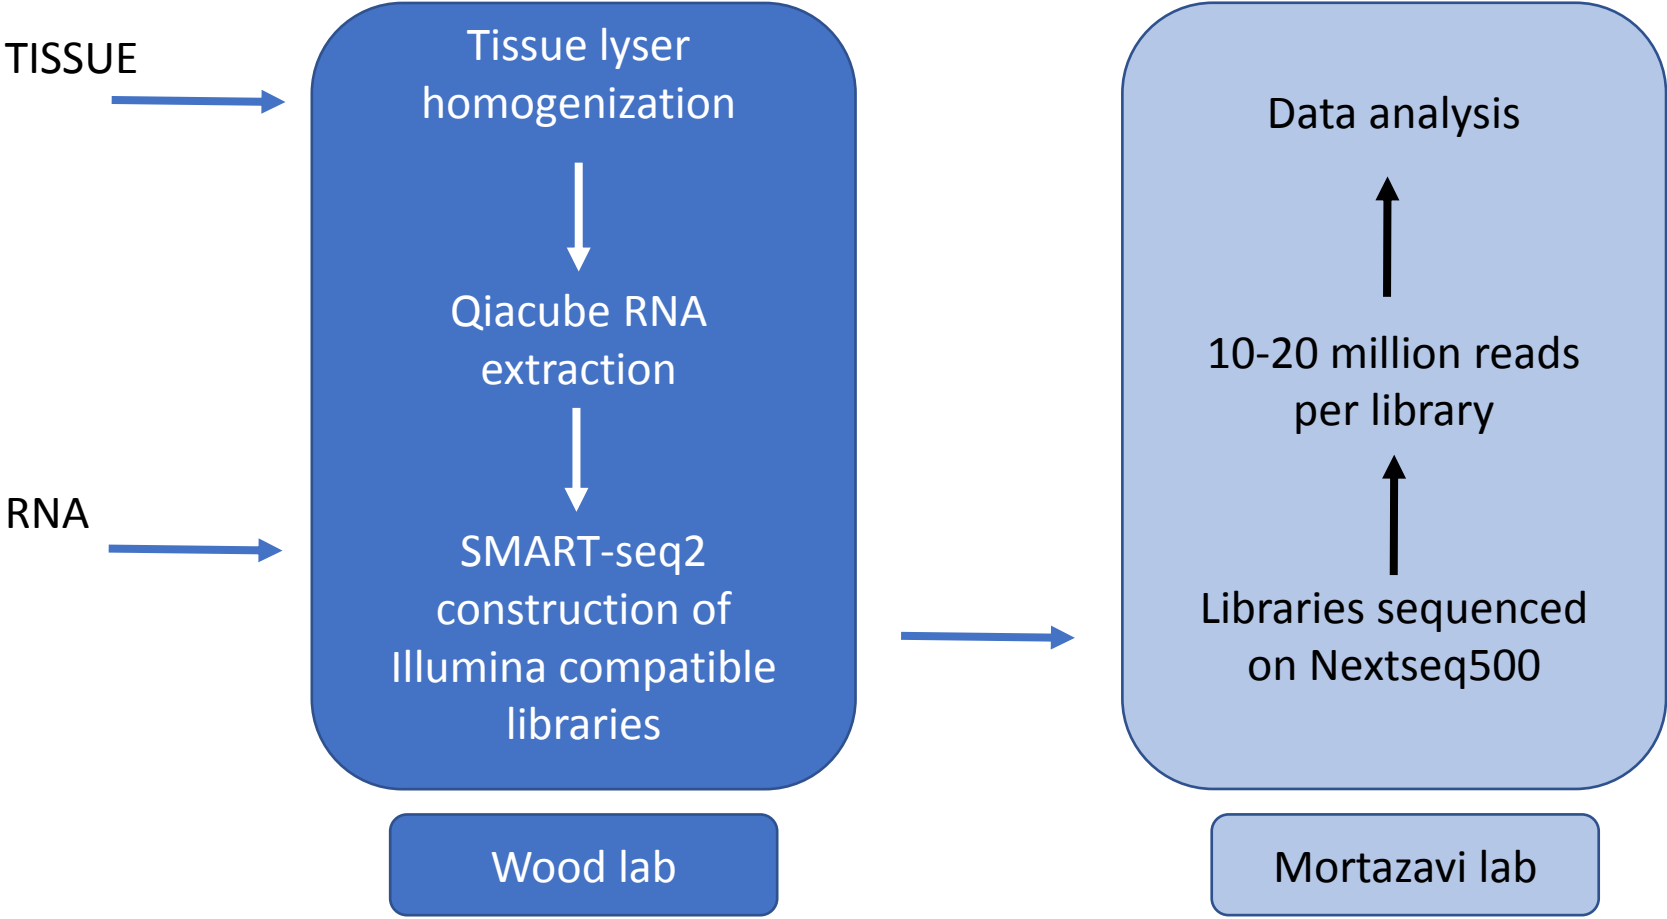 TISSUE
Tissue lyser
homogenization
Qiacube RNA
extraction
RNA
SMART-seq2
construction of
Illumina compatible
libraries
Wood lab
Data analysis
10-20 million reads
per library
Libraries sequenced
on Nextseq500
Mortazavi lab